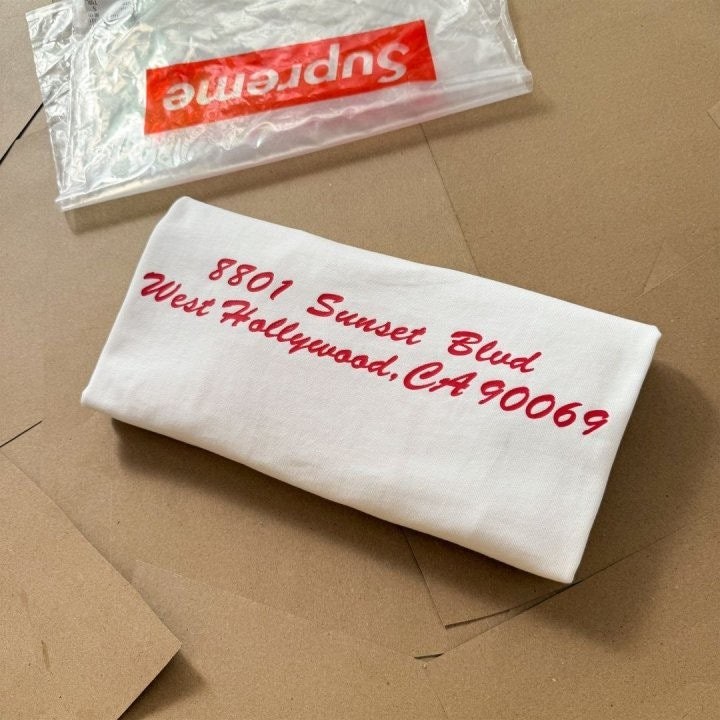 Supreme
8801 Sunset Blvd
West Hollywood, CA 90069